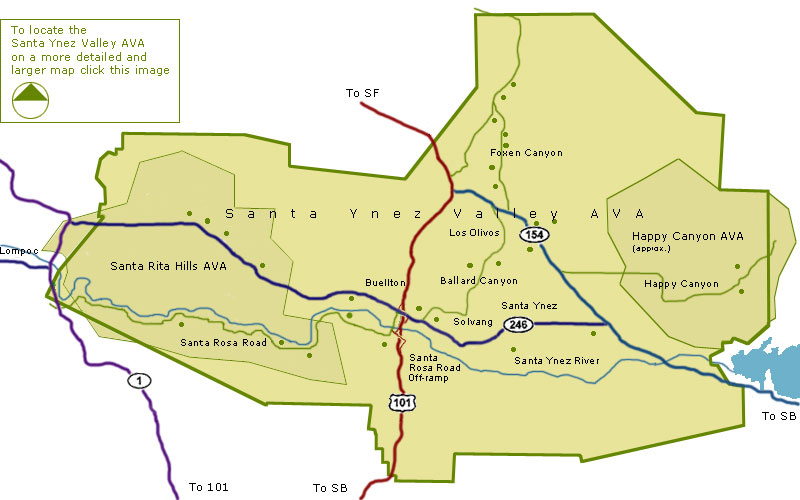 To locate the
Santa Ynez Valley AVA
on a more detailed and
larger map click this image
To SF
Foxen Canyon
Santa Ynez Valley AVA
Los Olivos
154
Happy Canyon AVA
(appax.)
Lompoc
Santa Rita Hills AVA
Buellton
Ballard Canyon
Happy Canyon
Santa Ynez
Solvang
246
Santa Rosa Road
Santa
Rosa Road
Off-ramp
Santa Ynez River
1
101
To SB
To 101
To SB